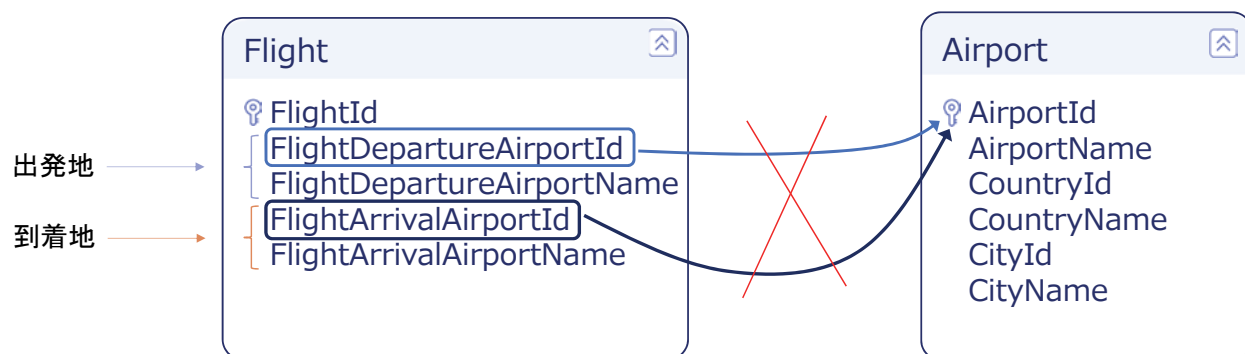 Flight
FlightId
FlightDepartureAirportId
FlightDepartureAirportName
FlightArrivalAirportId
FlightArrivalAirportName
出発地
到着地
Airport
AirportId
AirportName
CountryId
CountryName
CityId
CityName